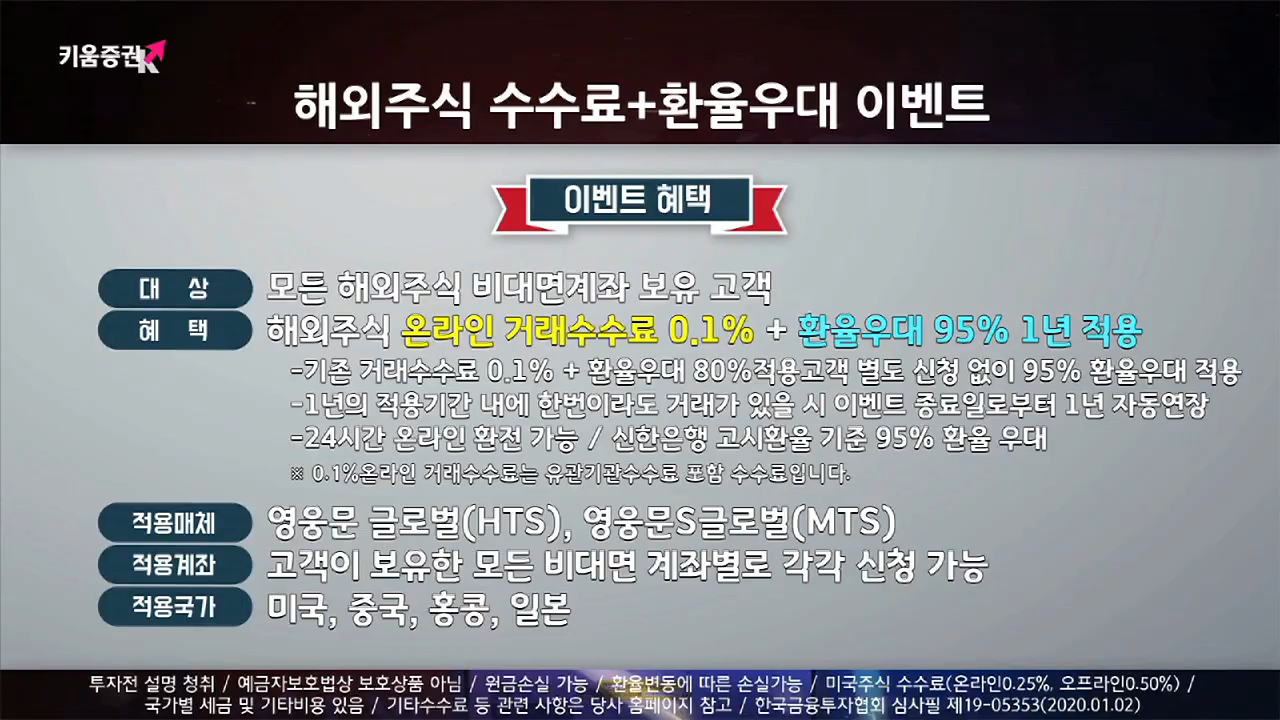 키움증권
해외주식 수수료+환율우대 이벤트
이벤트 혜택
대 상 모든 해외주식 비대면계좌 보유 고객
혜 택 해외주식 온라인 거래수수료 0.1% + 환율우대 95% 1년 적용
-기존 거래수수료 0.1% + 환율우대 80%적용고객 별도 신청 없이 95% 환율우대 적용
-1년의 적용기간 내에 한번이라도 거래가 있을 시 이벤트 종료일로부터 1년 자동연장
-24시간 온라인 환전 가능 / 신한은행 고시환율 기준 95% 환율 우대
※ 0.1%온라인 거래수수료는 유관기관수수료 포함 수수료입니다.
적용매체 영웅문 글로벌(HTS), 영웅문S글로벌(MTS)
적용계좌 고객이 보유한 모든 비대면 계좌별로 각각 신청 가능
적용국가 미국, 중국, 홍콩, 일본
투자전 설명 청취 / 예금자보호법상 보호상품 아님 / 원금손실 가능 / 환율변동에 따른 손실가능 / 미국주식 수수료(온라인0.25%, 오프라인0.50%) /
국가별 세금 및 기타비용 있음 / 기타수수료 등 관련 사항은 당사 홈페이지 참고 / 한국금융투자협회 심사필 제19-05353(2020.01.02)